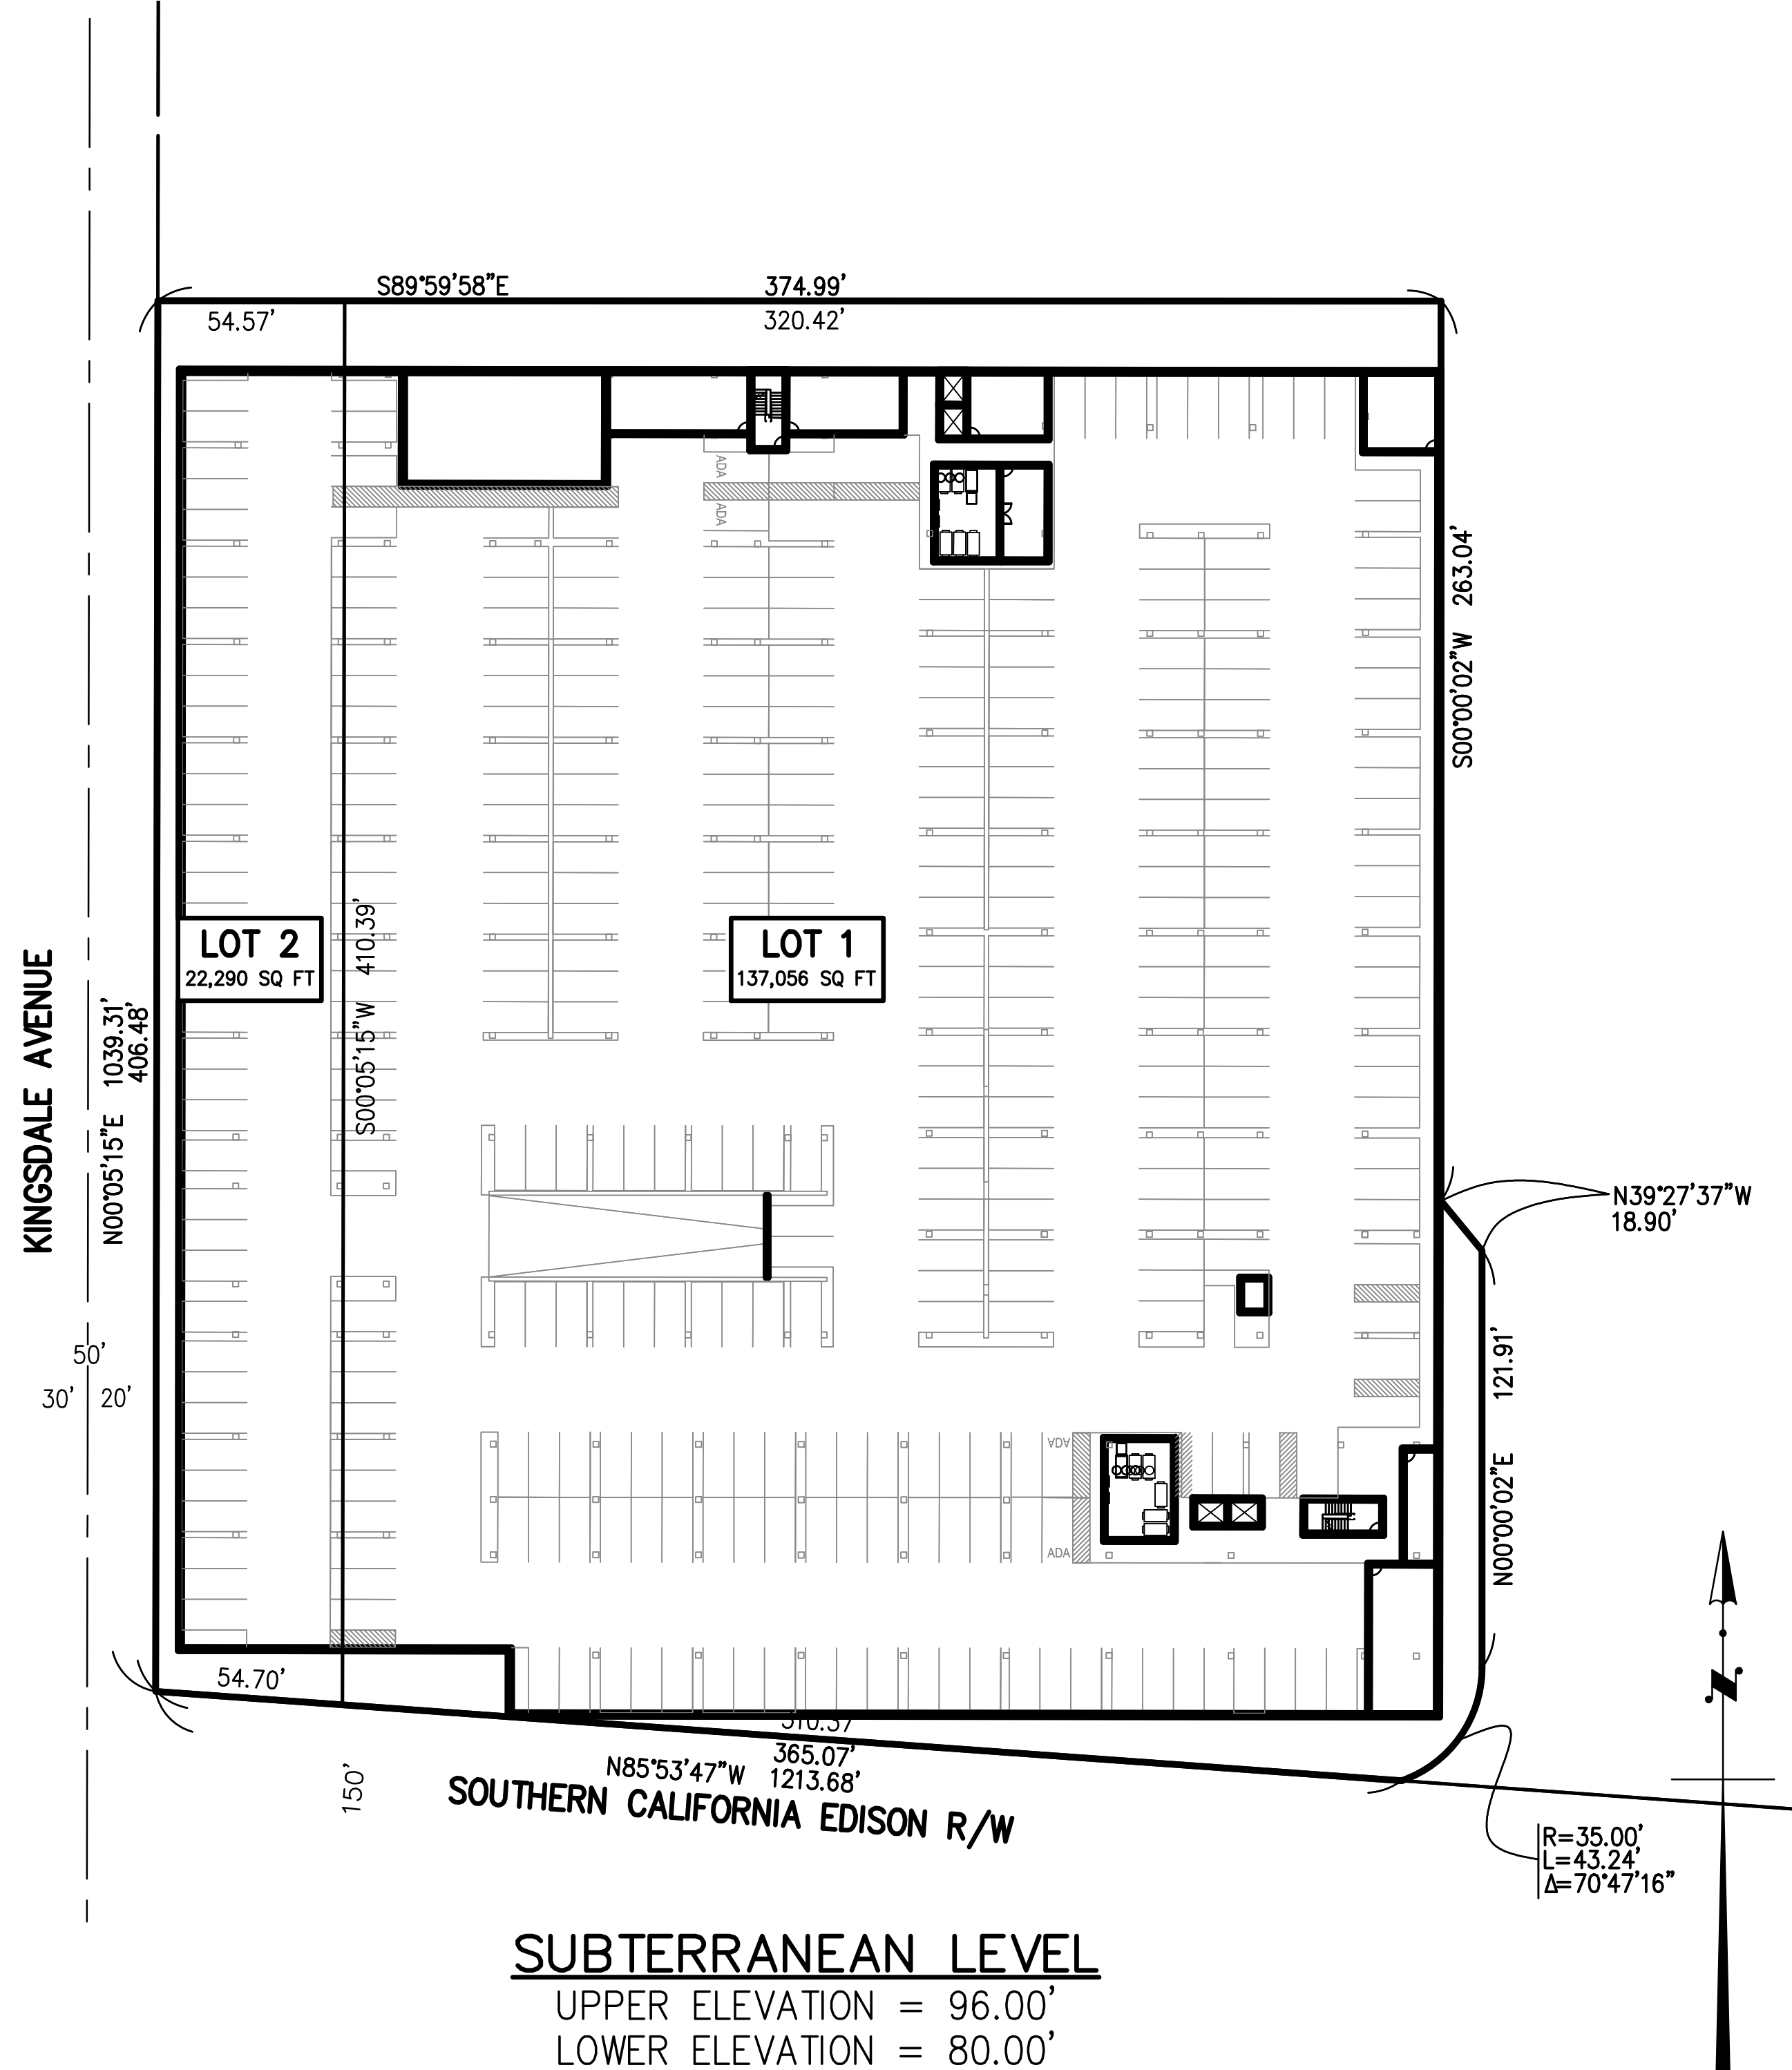 S89°59'58"E 374.99'
54.57' 320.42'
ADA
ADA
S00°00'02"W 263.04'
LOT 2
22,290 SQ FT
S00°05'15"W 410.39'
LOT 1
137,056 SQ FT
KINGSDALE AVENUE
N00°05'15"E 1039.31'
406.48'
N39°27'37"W
18.90'
50'
30' 20'
N00°00'02"E 121.91'
ADA
ADA
54.70'
310.37'
365.07'
N85°53'47"W 1213.68'
150'
SOUTHERN CALIFORNIA EDISON R/W
R=35.00'
L=43.24'
Δ=70°47'16"
N
SUBTERRANEAN LEVEL
UPPER ELEVATION = 96.00'
LOWER ELEVATION = 80.00'